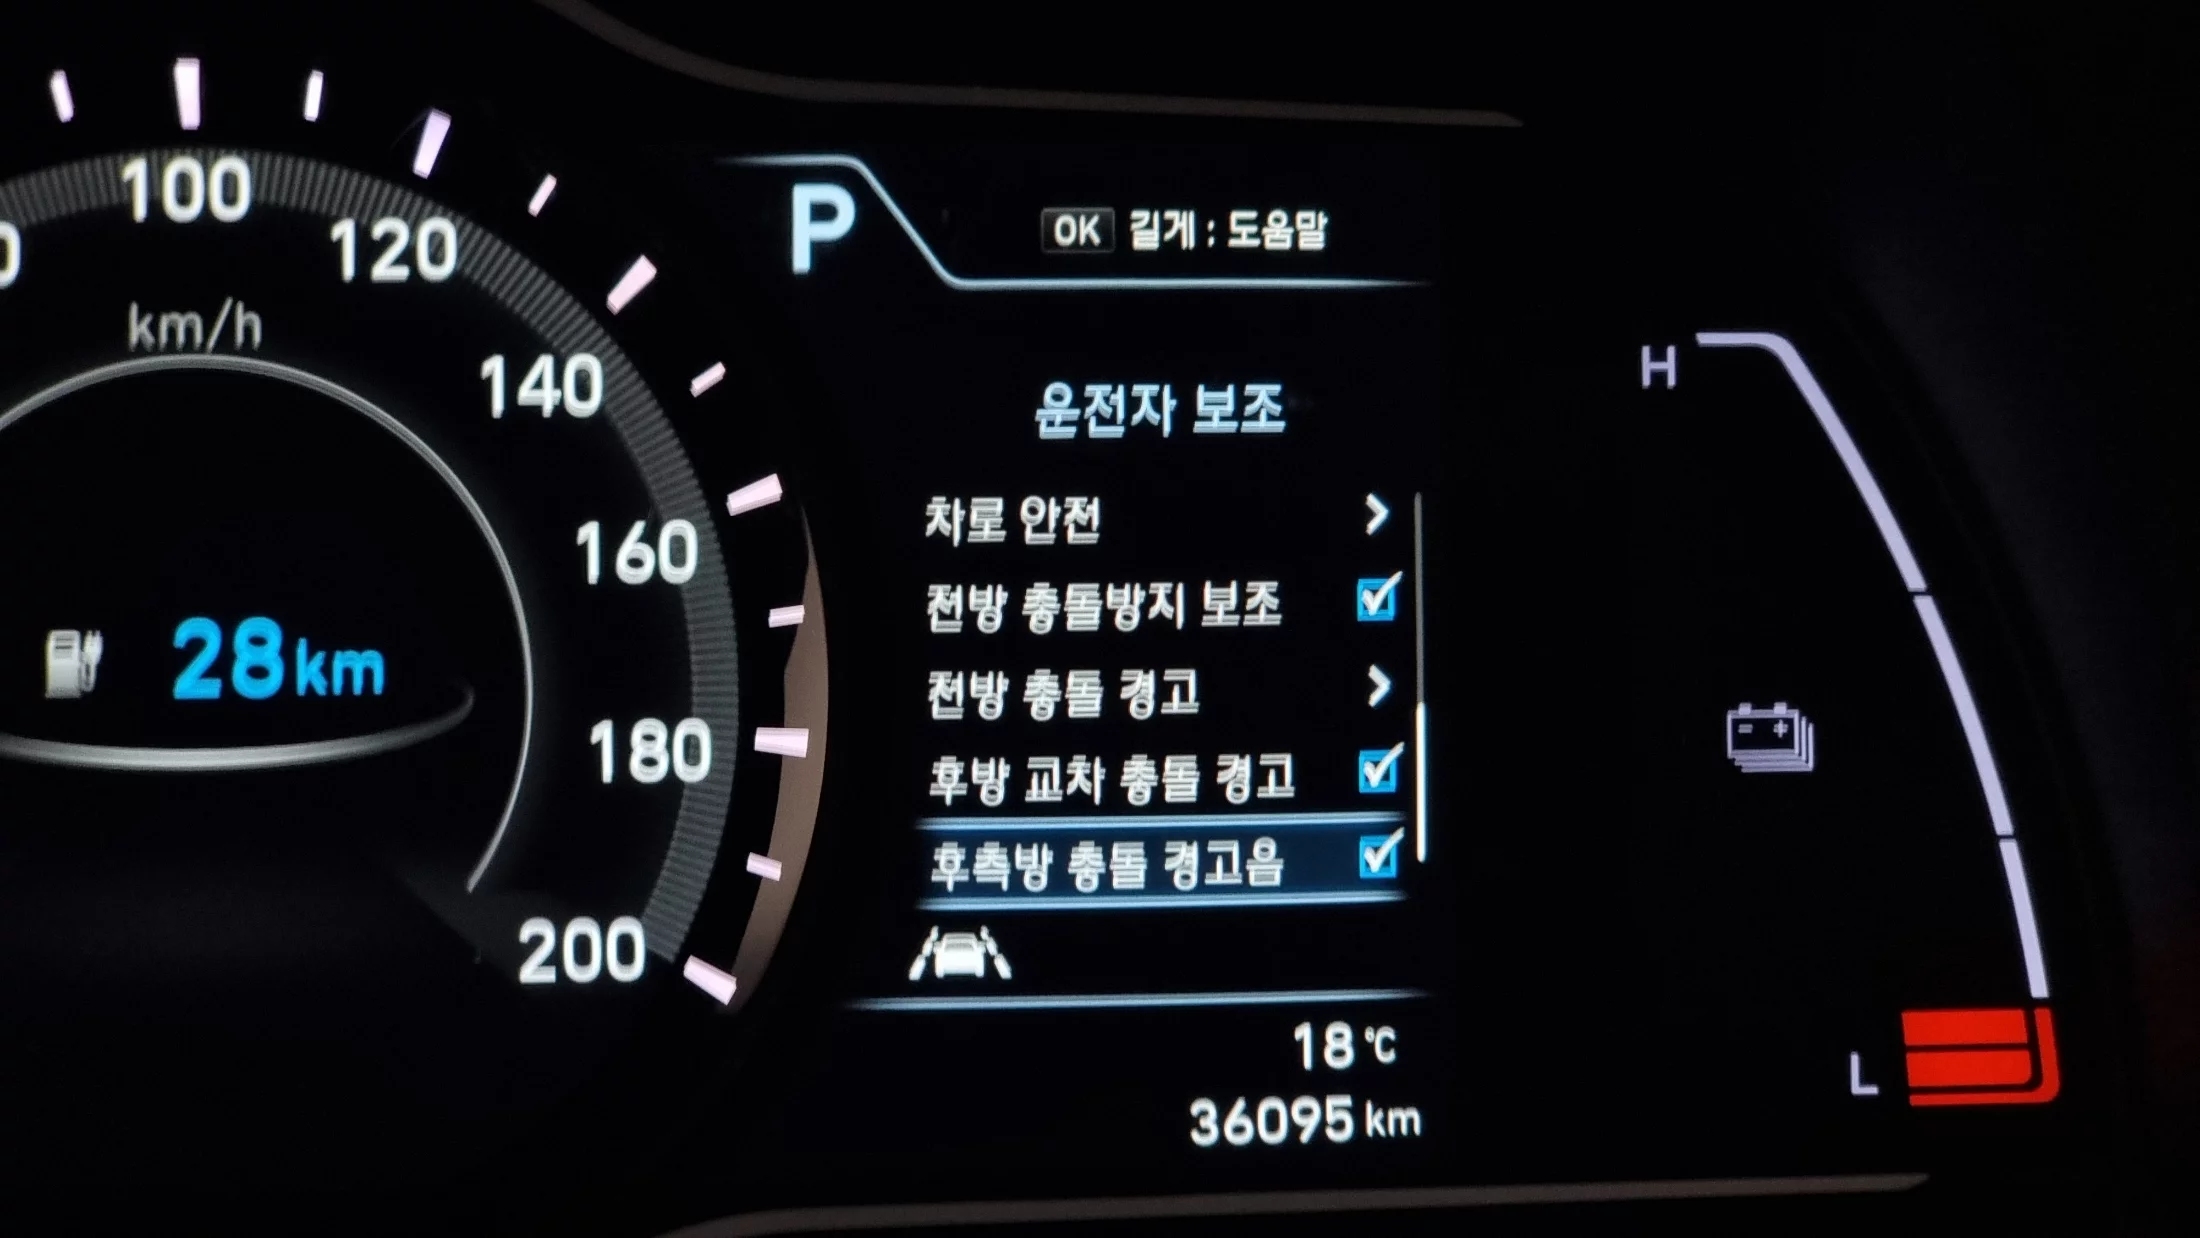 100
120
km/h
140
160
180
200
28km
P
OK 길게 : 도움말
운전자 보조
차로 안전
전방 충돌방지 보조
전방 충돌 경고
후방 교차 충돌 경고
후측방 충돌 경고음
18 °C
36095 km
H
L